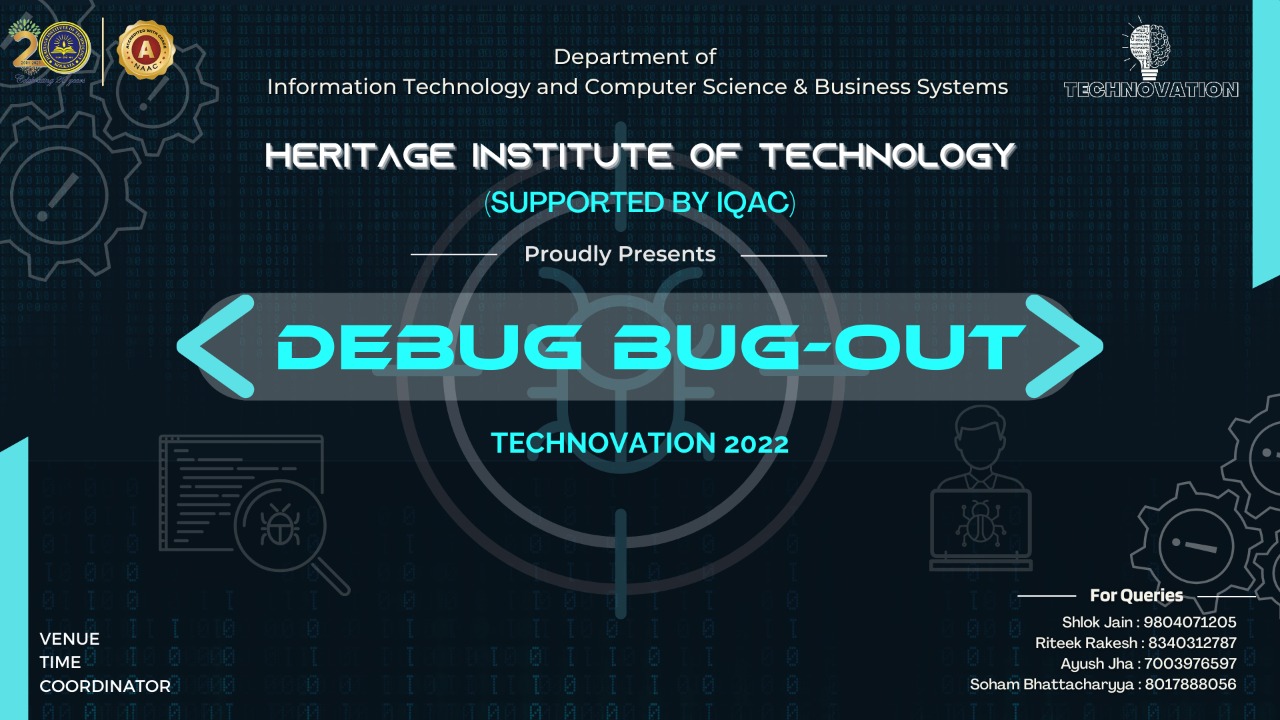 20
A
NAAC
TECHNOVATION
Department of
Information Technology and Computer Science & Business Systems
HERITAGE INSTITUTE OF TECHNOLOGY
(SUPPORTED BY IQAC)
Proudly Presents
DEBUG BUG-OUT
TECHNOVATION 2022
VENUE
TIME
COORDINATOR
For Queries
Shlok Jain : 9804071205
Riteek Rakesh : 8340312787
Ayush Jha : 7003976597
Soham Bhattacharyya : 8017888056